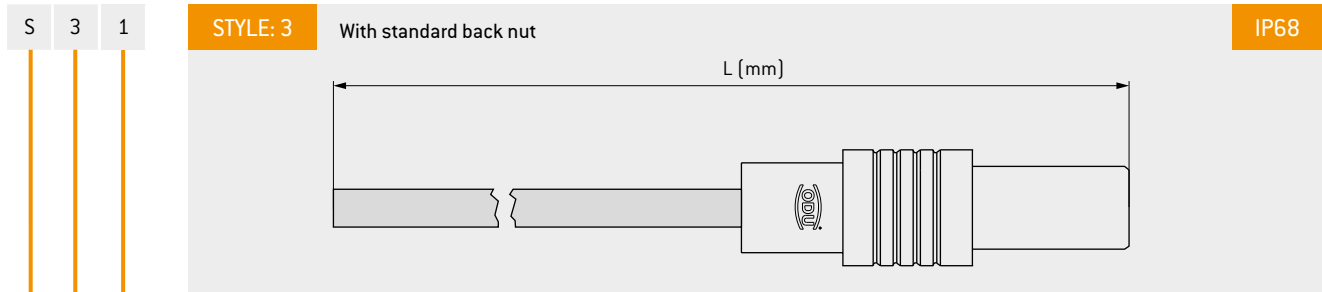 S 3 1
STYLE: 3 With standard back nut IP68
L (mm)
ODU